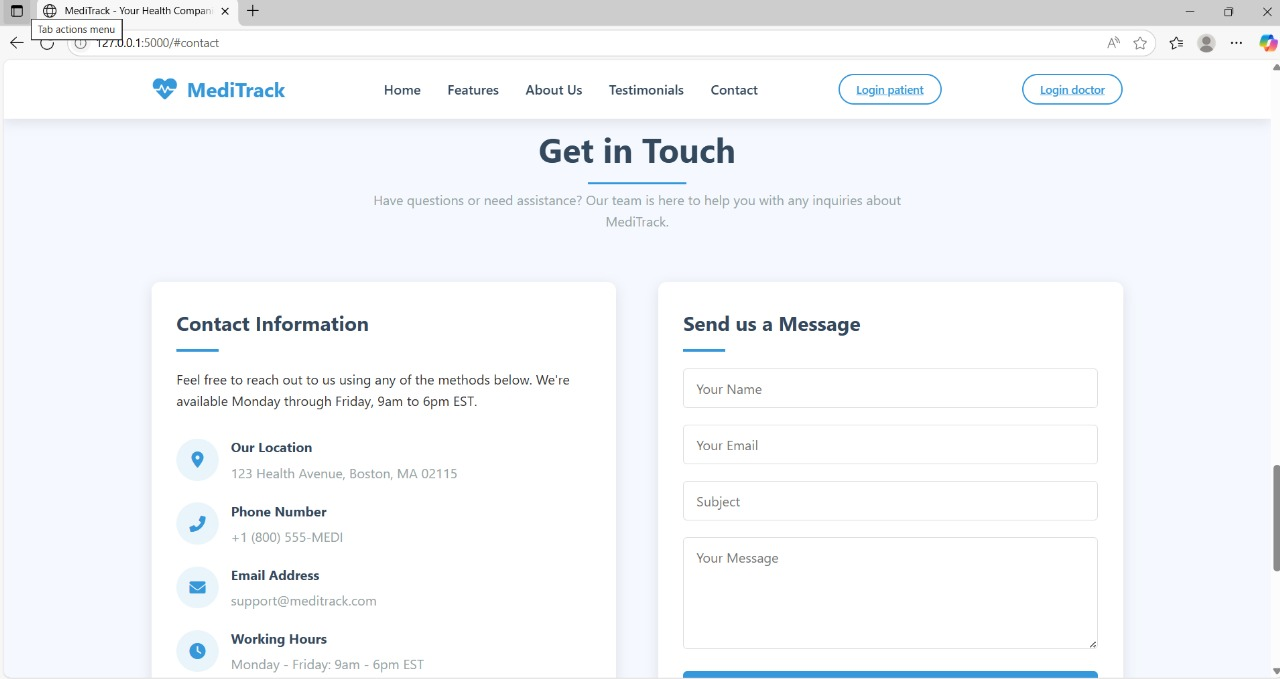 MediTrack - Your Health Compani
Tab actions menu
127.0.0.1:5000/#contact
MediTrack
Home
Features
About Us
Testimonials
Contact
Login patient
Login doctor
Get in Touch
Have questions or need assistance? Our team is here to help you with any inquiries about
MediTrack.
Contact Information
Feel free to reach out to us using any of the methods below. We're
available Monday through Friday, 9am to 6pm EST.
Our Location
123 Health Avenue, Boston, MA 02115
Phone Number
+1 (800) 555-MEDI
Email Address
support@meditrack.com
Working Hours
Monday - Friday: 9am - 6pm EST
Send us a Message
Your Name
Your Email
Subject
Your Message